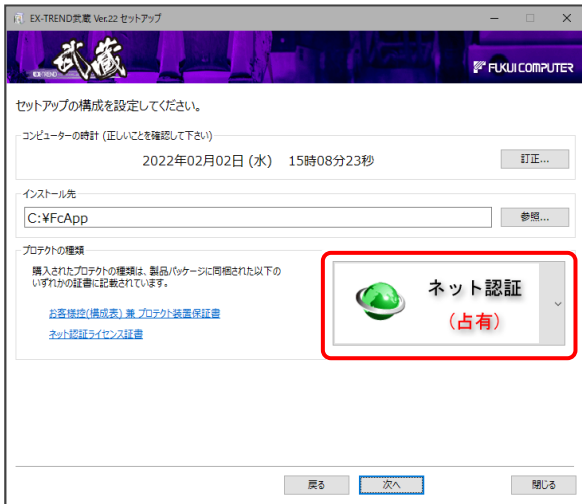 EX-TREND武蔵 Ver.22 セットアップ
武蔵
EX-TREND
FUKUI COMPUTER
セットアップの構成を設定してください。
コンピューターの時計 (正しいことを確認して下さい)
2022年02月02日 (水) 15時08分23秒
訂正...
インストール先
C:¥FcApp
参照...
プロテクトの種類
購入されたプロテクトの種類は、製品パッケージに同梱された以下の
いずれかの証書に記載されています。
お客様控(構成表) 兼 プロテクト装置保証書
ネット認証ライセンス証書
ネット認証
(占有)
戻る
次へ
閉じる